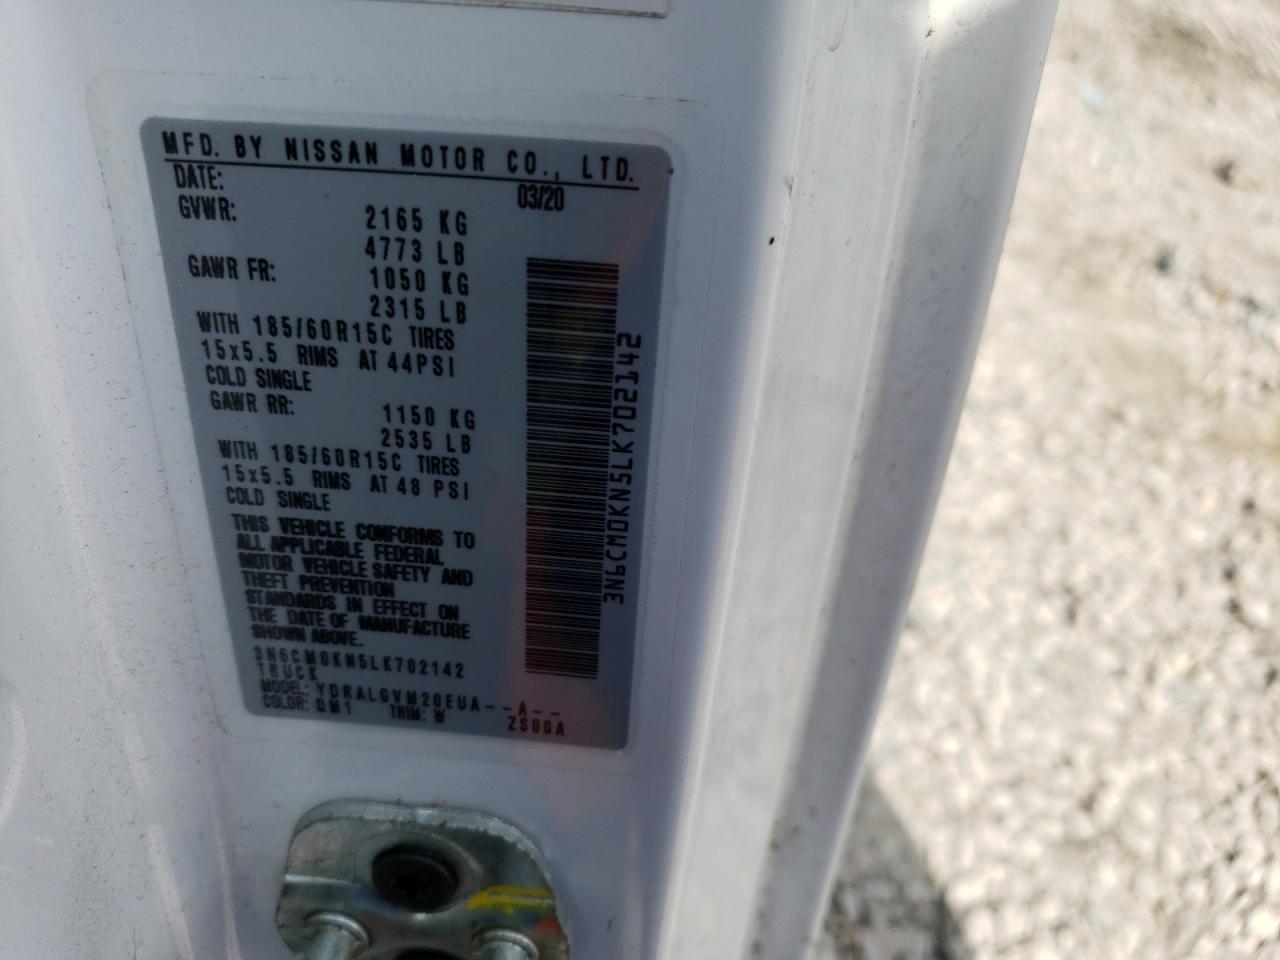 MFD. BY NISSAN MOTOR CO., LTD.
DATE: 03/20
GVWR: 2165 KG
4773 LB
GAWR FR: 1050 KG
2315 LB
WITH 185/60R15C TIRES
15x5.5 RIMS AT 44PSI
COLD SINGLE
GAWR RR: 1150 KG
2535 LB
WITH 185/60R15C TIRES
15x5.5 RIMS AT 48 PSI
COLD SINGLE
THIS VEHICLE CONFORMS TO
ALL APPLICABLE FEDERAL
MOTOR VEHICLE SAFETY AND
THEFT PREVENTION
STANDARDS IN EFFECT ON
THE DATE OF MANUFACTURE
SHOWN ABOVE.
3N6CM0KN5LK702142
TRUCK
MODEL: YDRALGVM20EUA--A--
COLOR: QM1 TRIM: W ZS00A
3N6CM0KN5LK702142